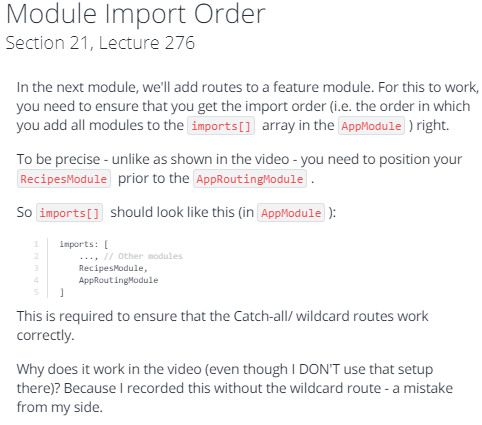 Module Import Order
Section 21, Lecture 276
In the next module, we'll add routes to a feature module. For this to work,
you need to ensure that you get the import order (i.e. the order in which
you add all modules to the imports[] array in the AppModule ) right.
To be precise - unlike as shown in the video - you need to position your
RecipesModule prior to the AppRoutingModule .
So imports[] should look like this (in AppModule ):
1 imports: [
2 ..., // Other modules
3 RecipesModule,
4 AppRoutingModule
5 ]
This is required to ensure that the Catch-all/ wildcard routes work
correctly.
Why does it work in the video (even though I DON'T use that setup
there)? Because I recorded this without the wildcard route - a mistake
from my side.